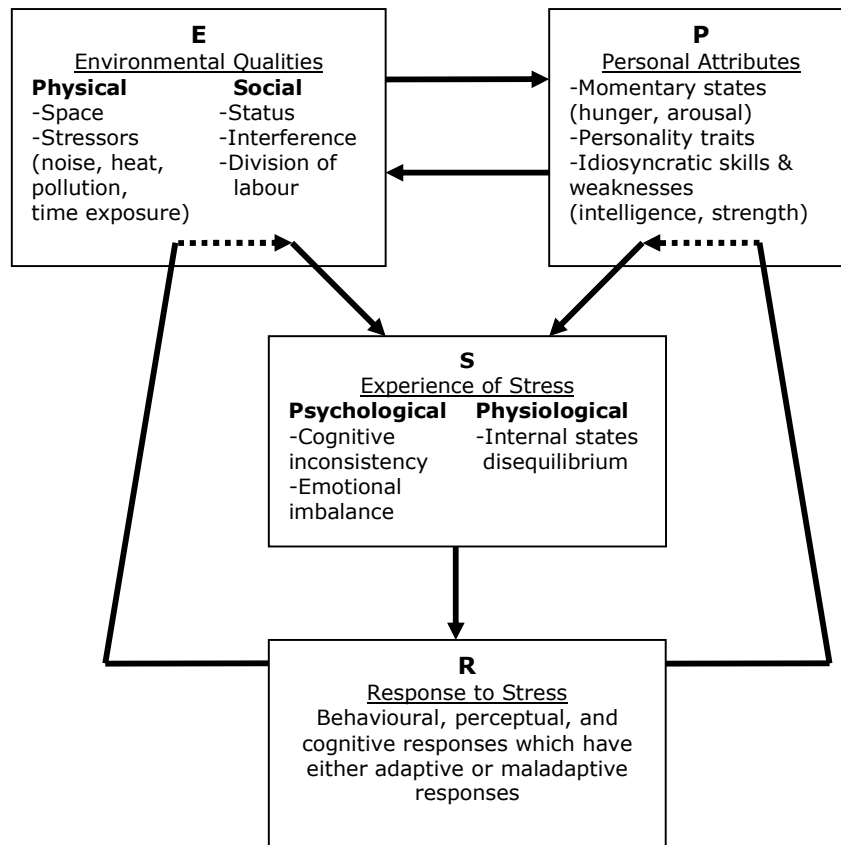 E
Environmental Qualities
Physical
-Space
-Stressors
(noise, heat,
pollution,
time exposure)
Social
-Status
-Interference
-Division of
labour
P
Personal Attributes
-Momentary states
(hunger, arousal)
-Personality traits
-Idiosyncratic skills &
weaknesses
(intelligence, strength)
S
Experience of Stress
Psychological
-Cognitive
inconsistency
-Emotional
imbalance
Physiological
-Internal states
disequilibrium
R
Response to Stress
Behavioural, perceptual, and
cognitive responses which have
either adaptive or maladaptive
responses